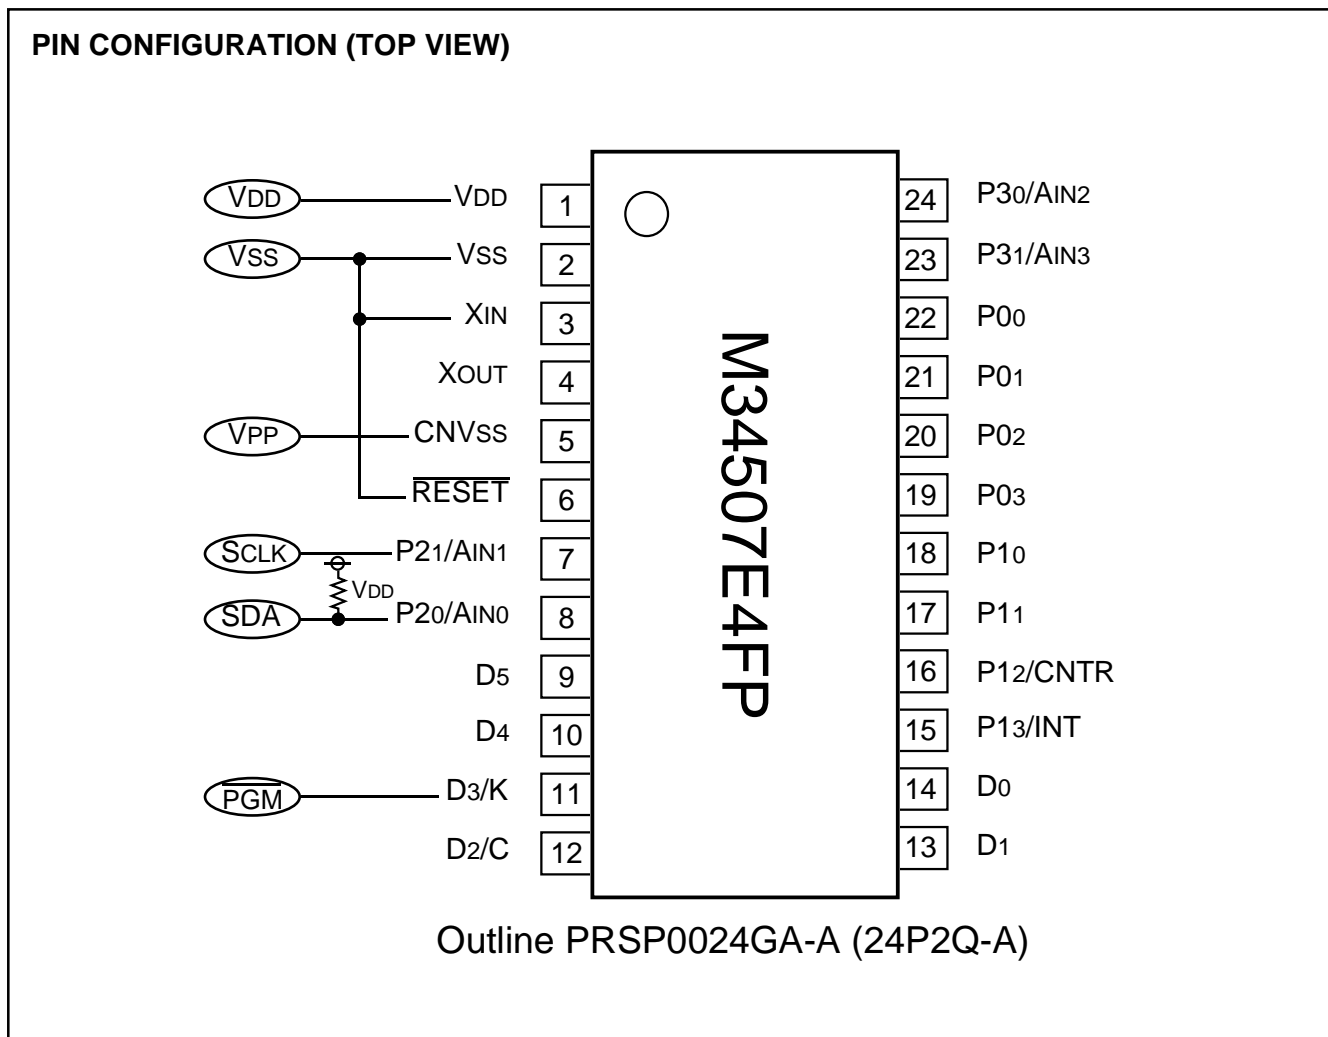 PIN CONFIGURATION (TOP VIEW)
VDD VDD 1 24 P30/AIN2
VSS VSS 2 23 P31/AIN3
XIN 3 22 P00
XOUT 4 21 P01
VPP CNVSS 5 20 P02
RESET 6 19 P03
SCLK P21/AIN1 7 18 P10
VDD
SDA P20/AIN0 8 17 P11
D5 9 16 P12/CNTR
D4 10 15 P13/INT
PGM D3/K 11 14 D0
D2/C 12 13 D1
M34507E4FP
Outline PRSP0024GA-A (24P2Q-A)